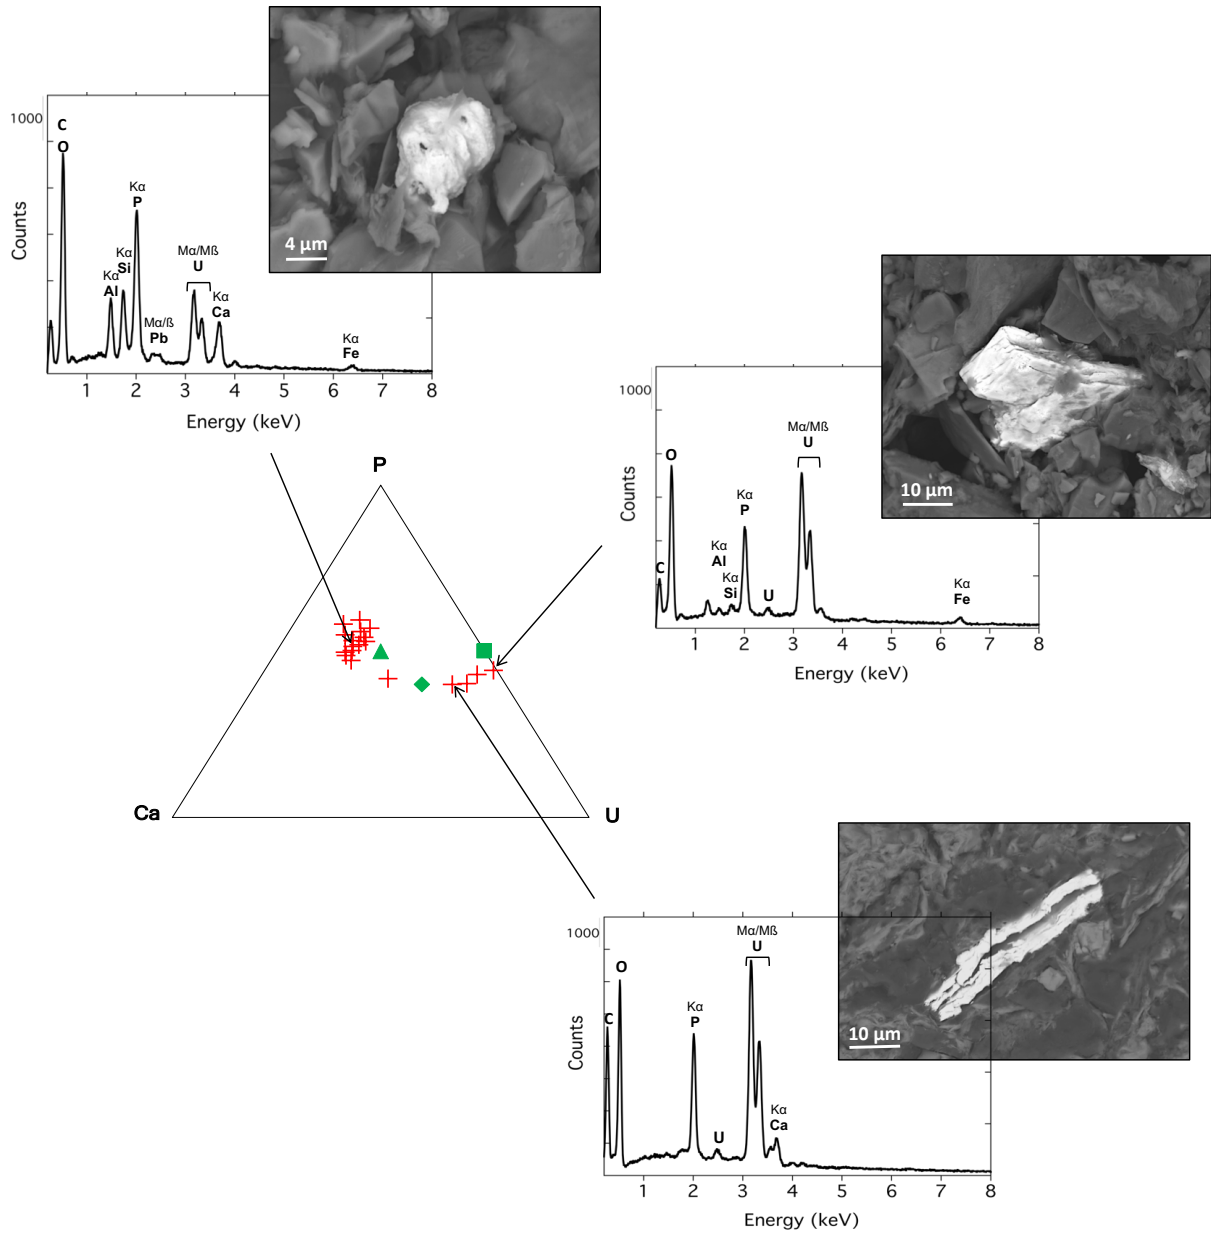 1000
C
O
Kα
P
Kα
Si
Kα
Al
Mα/ß
Pb
Mα/Mß
U
Kα
Ca
Kα
Fe
Counts
1 2 3 4 5 6 7 8
Energy (keV)
4 µm
1000
O
C
Kα
Al
Kα
Si
Kα
P
U
Mα/Mß
U
Kα
Fe
Counts
1 2 3 4 5 6 7 8
Energy (keV)
10 µm
P
Ca
U
1000
O
C
Kα
P
U
Mα/Mß
U
Kα
Ca
Counts
1 2 3 4 5 6 7 8
Energy (keV)
10 µm